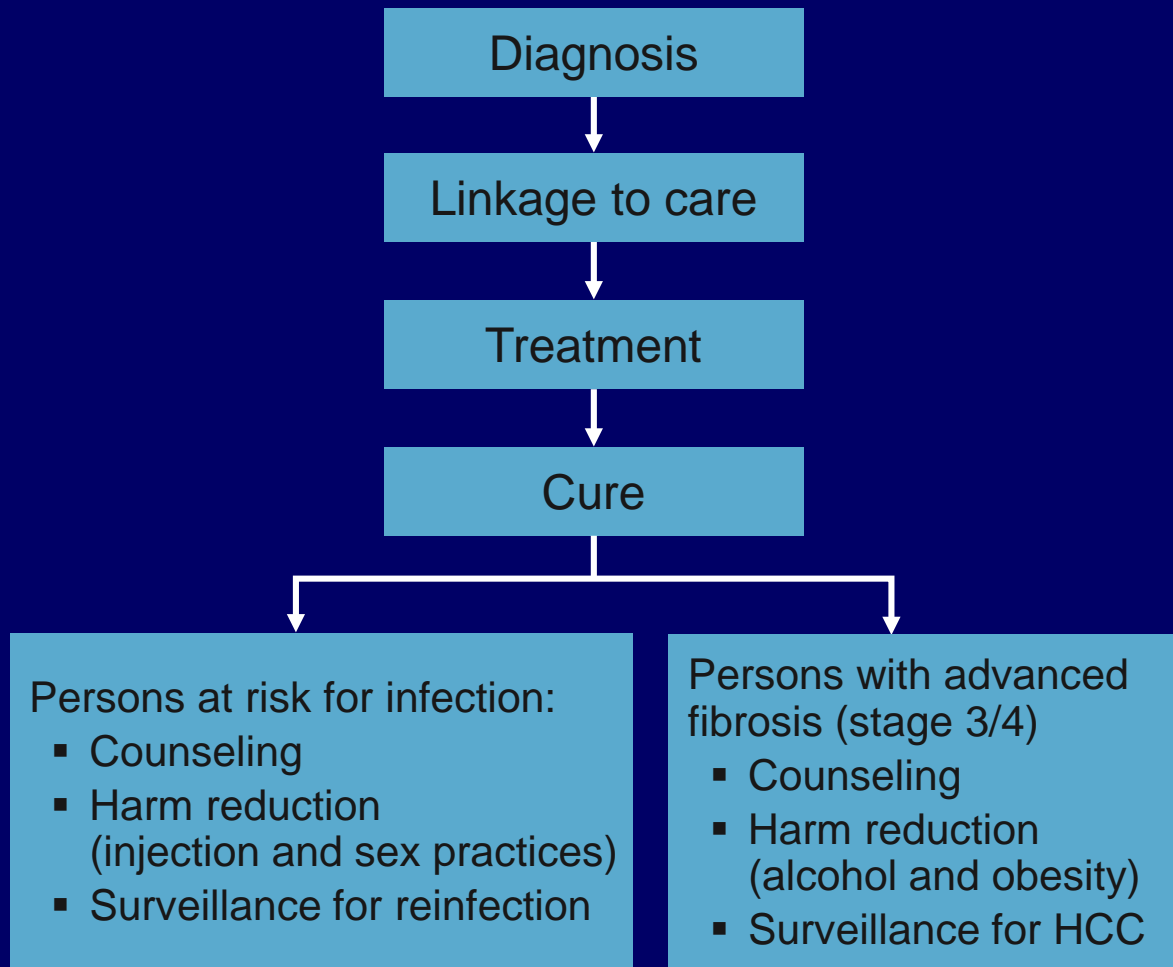 Diagnosis
Linkage to care
Treatment
Cure
Persons at risk for infection:
▪ Counseling
▪ Harm reduction
(injection and sex practices)
▪ Surveillance for reinfection
Persons with advanced
fibrosis (stage 3/4)
▪ Counseling
▪ Harm reduction
(alcohol and obesity)
▪ Surveillance for HCC